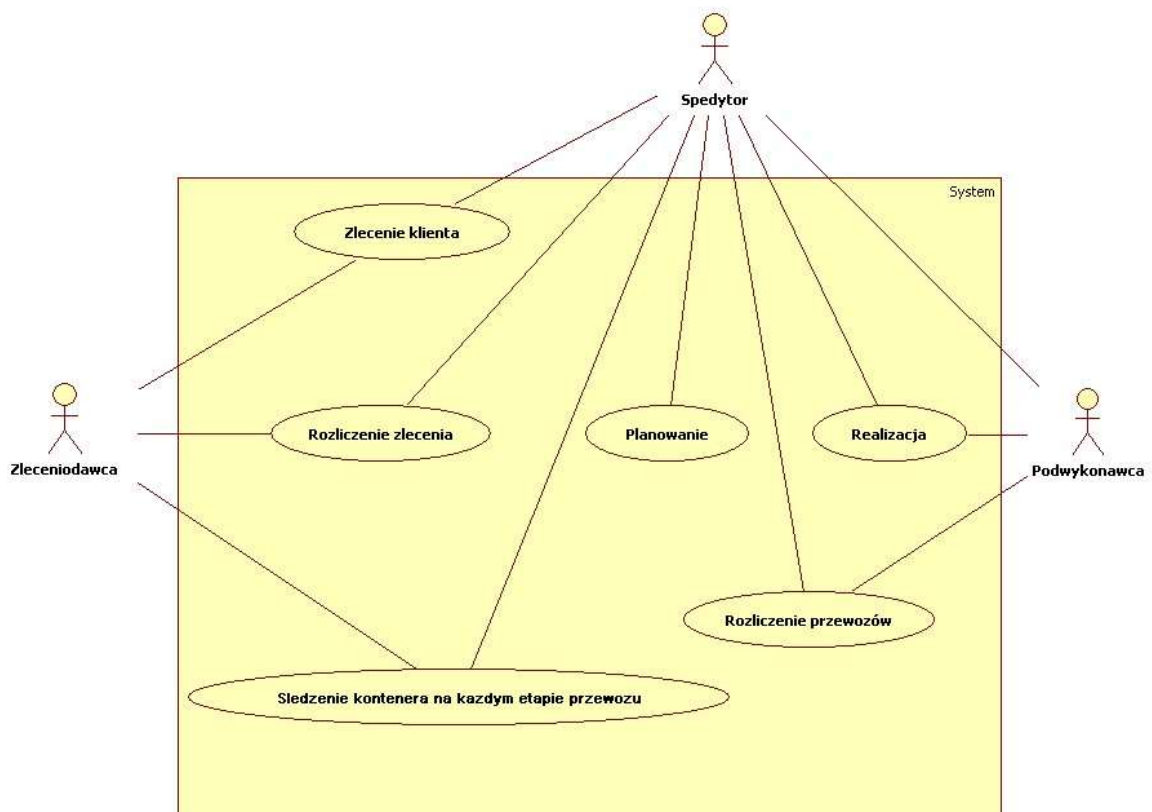 Spedytor
System
Zlecenie klienta
Zleceniodawca
Rozliczenie zlecenia
Planowanie
Realizacja
Podwykonawca
Rozliczenie przewozów
Sledzenie kontenera na kazdym etapie przewozu